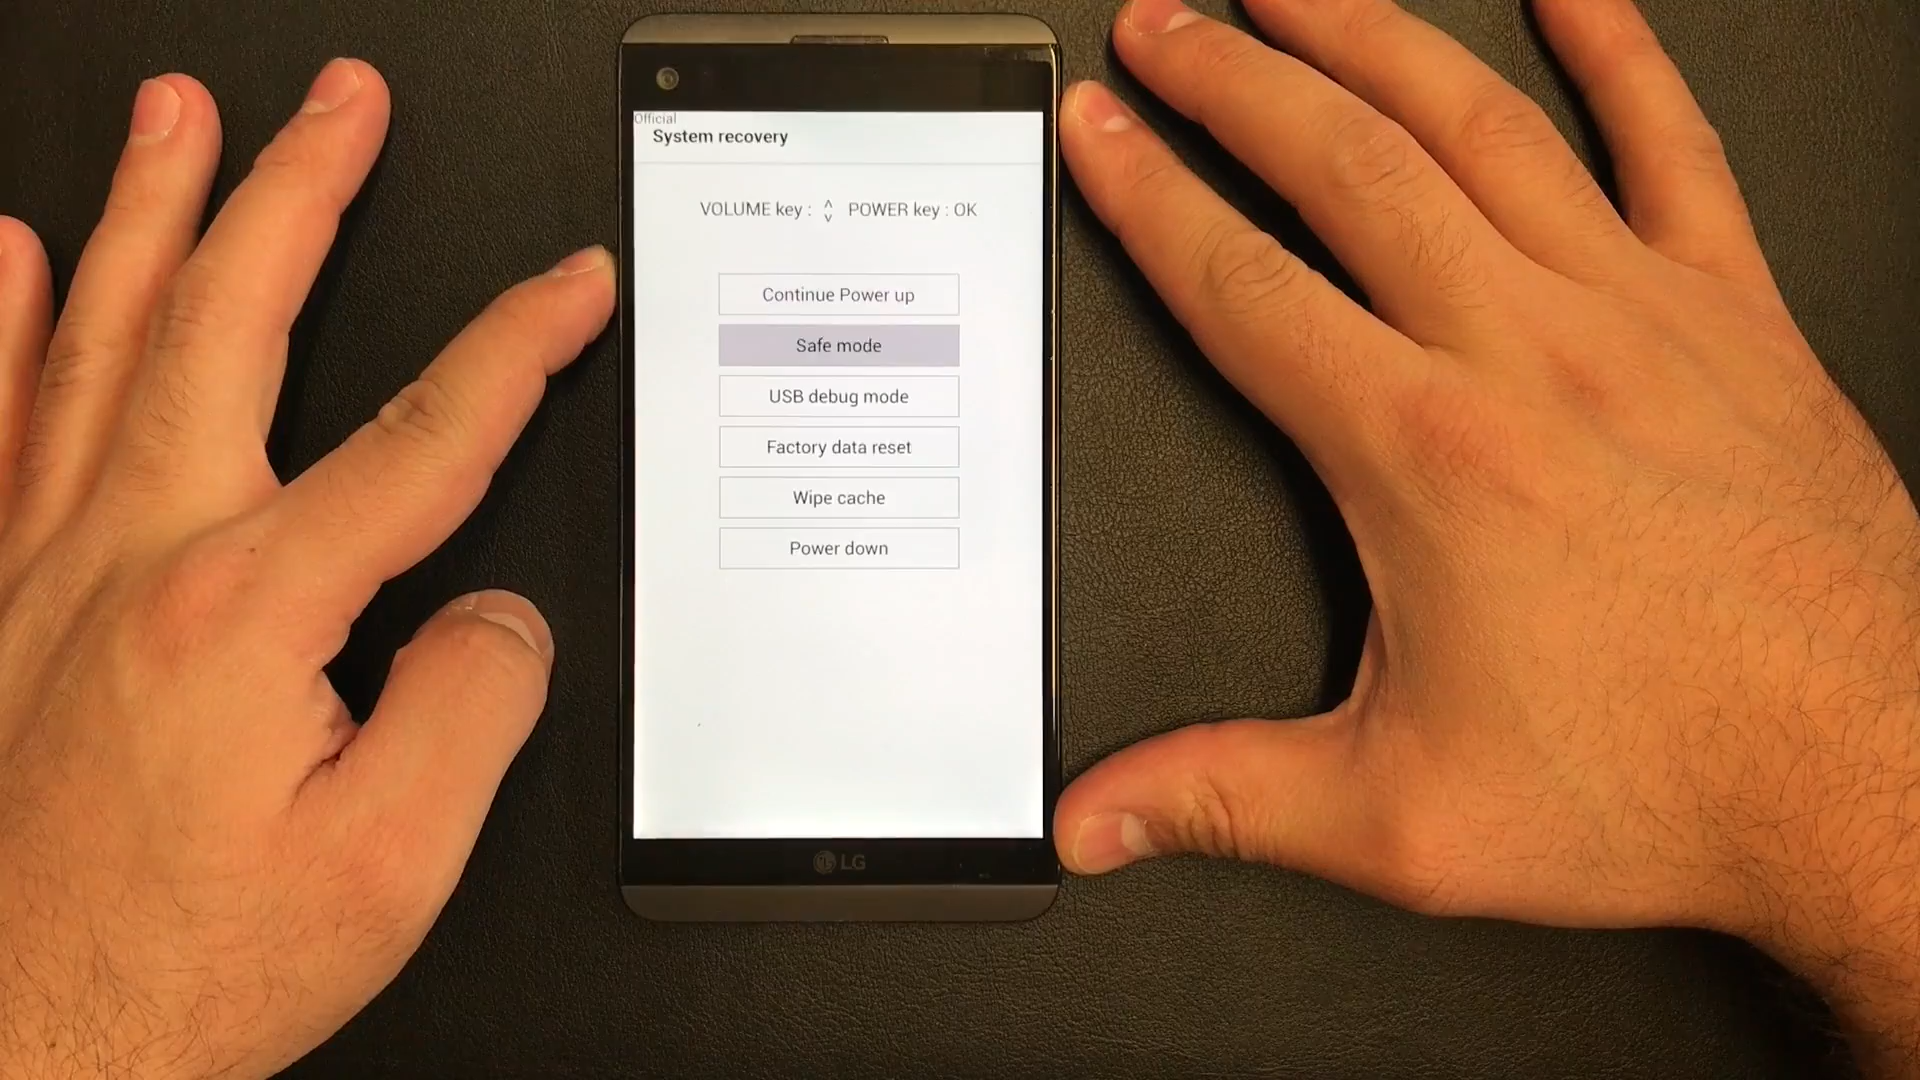 Official
System recovery
VOLUME key : ^ v POWER key : OK
Continue Power up
Safe mode
USB debug mode
Factory data reset
Wipe cache
Power down
LG